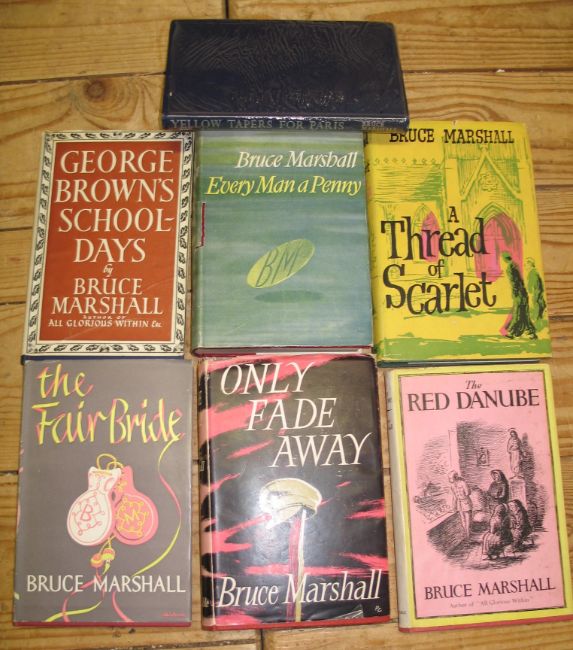 YELLOW TAPERS FOR PARIS
GEORGE
BROWN'S
SCHOOL-
DAYS
by
BRUCE
MARSHALL
AUTHOR OF
ALL GLORIOUS WITHIN Etc.
Bruce Marshall
Every Man a Penny
BM
BRUCE MARSHALL
A
Thread
of
Scarlet
the
Fair Bride
B M
BRUCE MARSHALL
ONLY
FADE
AWAY
Bruce Marshall
The
RED DANUBE
BRUCE MARSHALL
Author of "All Glorious Within"